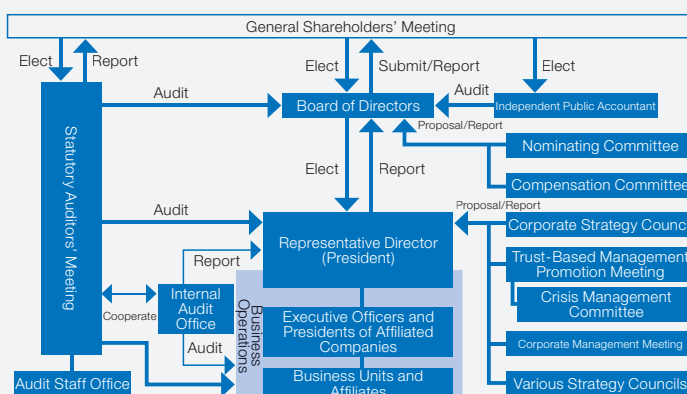 General Shareholders' Meeting
Elect
Report
Elect
Submit/Report
Elect
Audit
Board of Directors
Audit
Independent Public Accountant
Proposal/Report
Nominating Committee
Compensation Committee
Statutory Auditors' Meeting
Elect
Report
Audit
Proposal/Report
Corporate Strategy Counc
Representative Director
(President)
Trust-Based Management
Promotion Meeting
Report
Crisis Management
Committee
Cooperate
Internal
Audit
Office
Business
Operations
Executive Officers and
Presidents of Affiliated
Companies
Corporate Management Meeting
Audit
Audit Staff Office
Business Units and
Affiliates
Various Strategy Councils